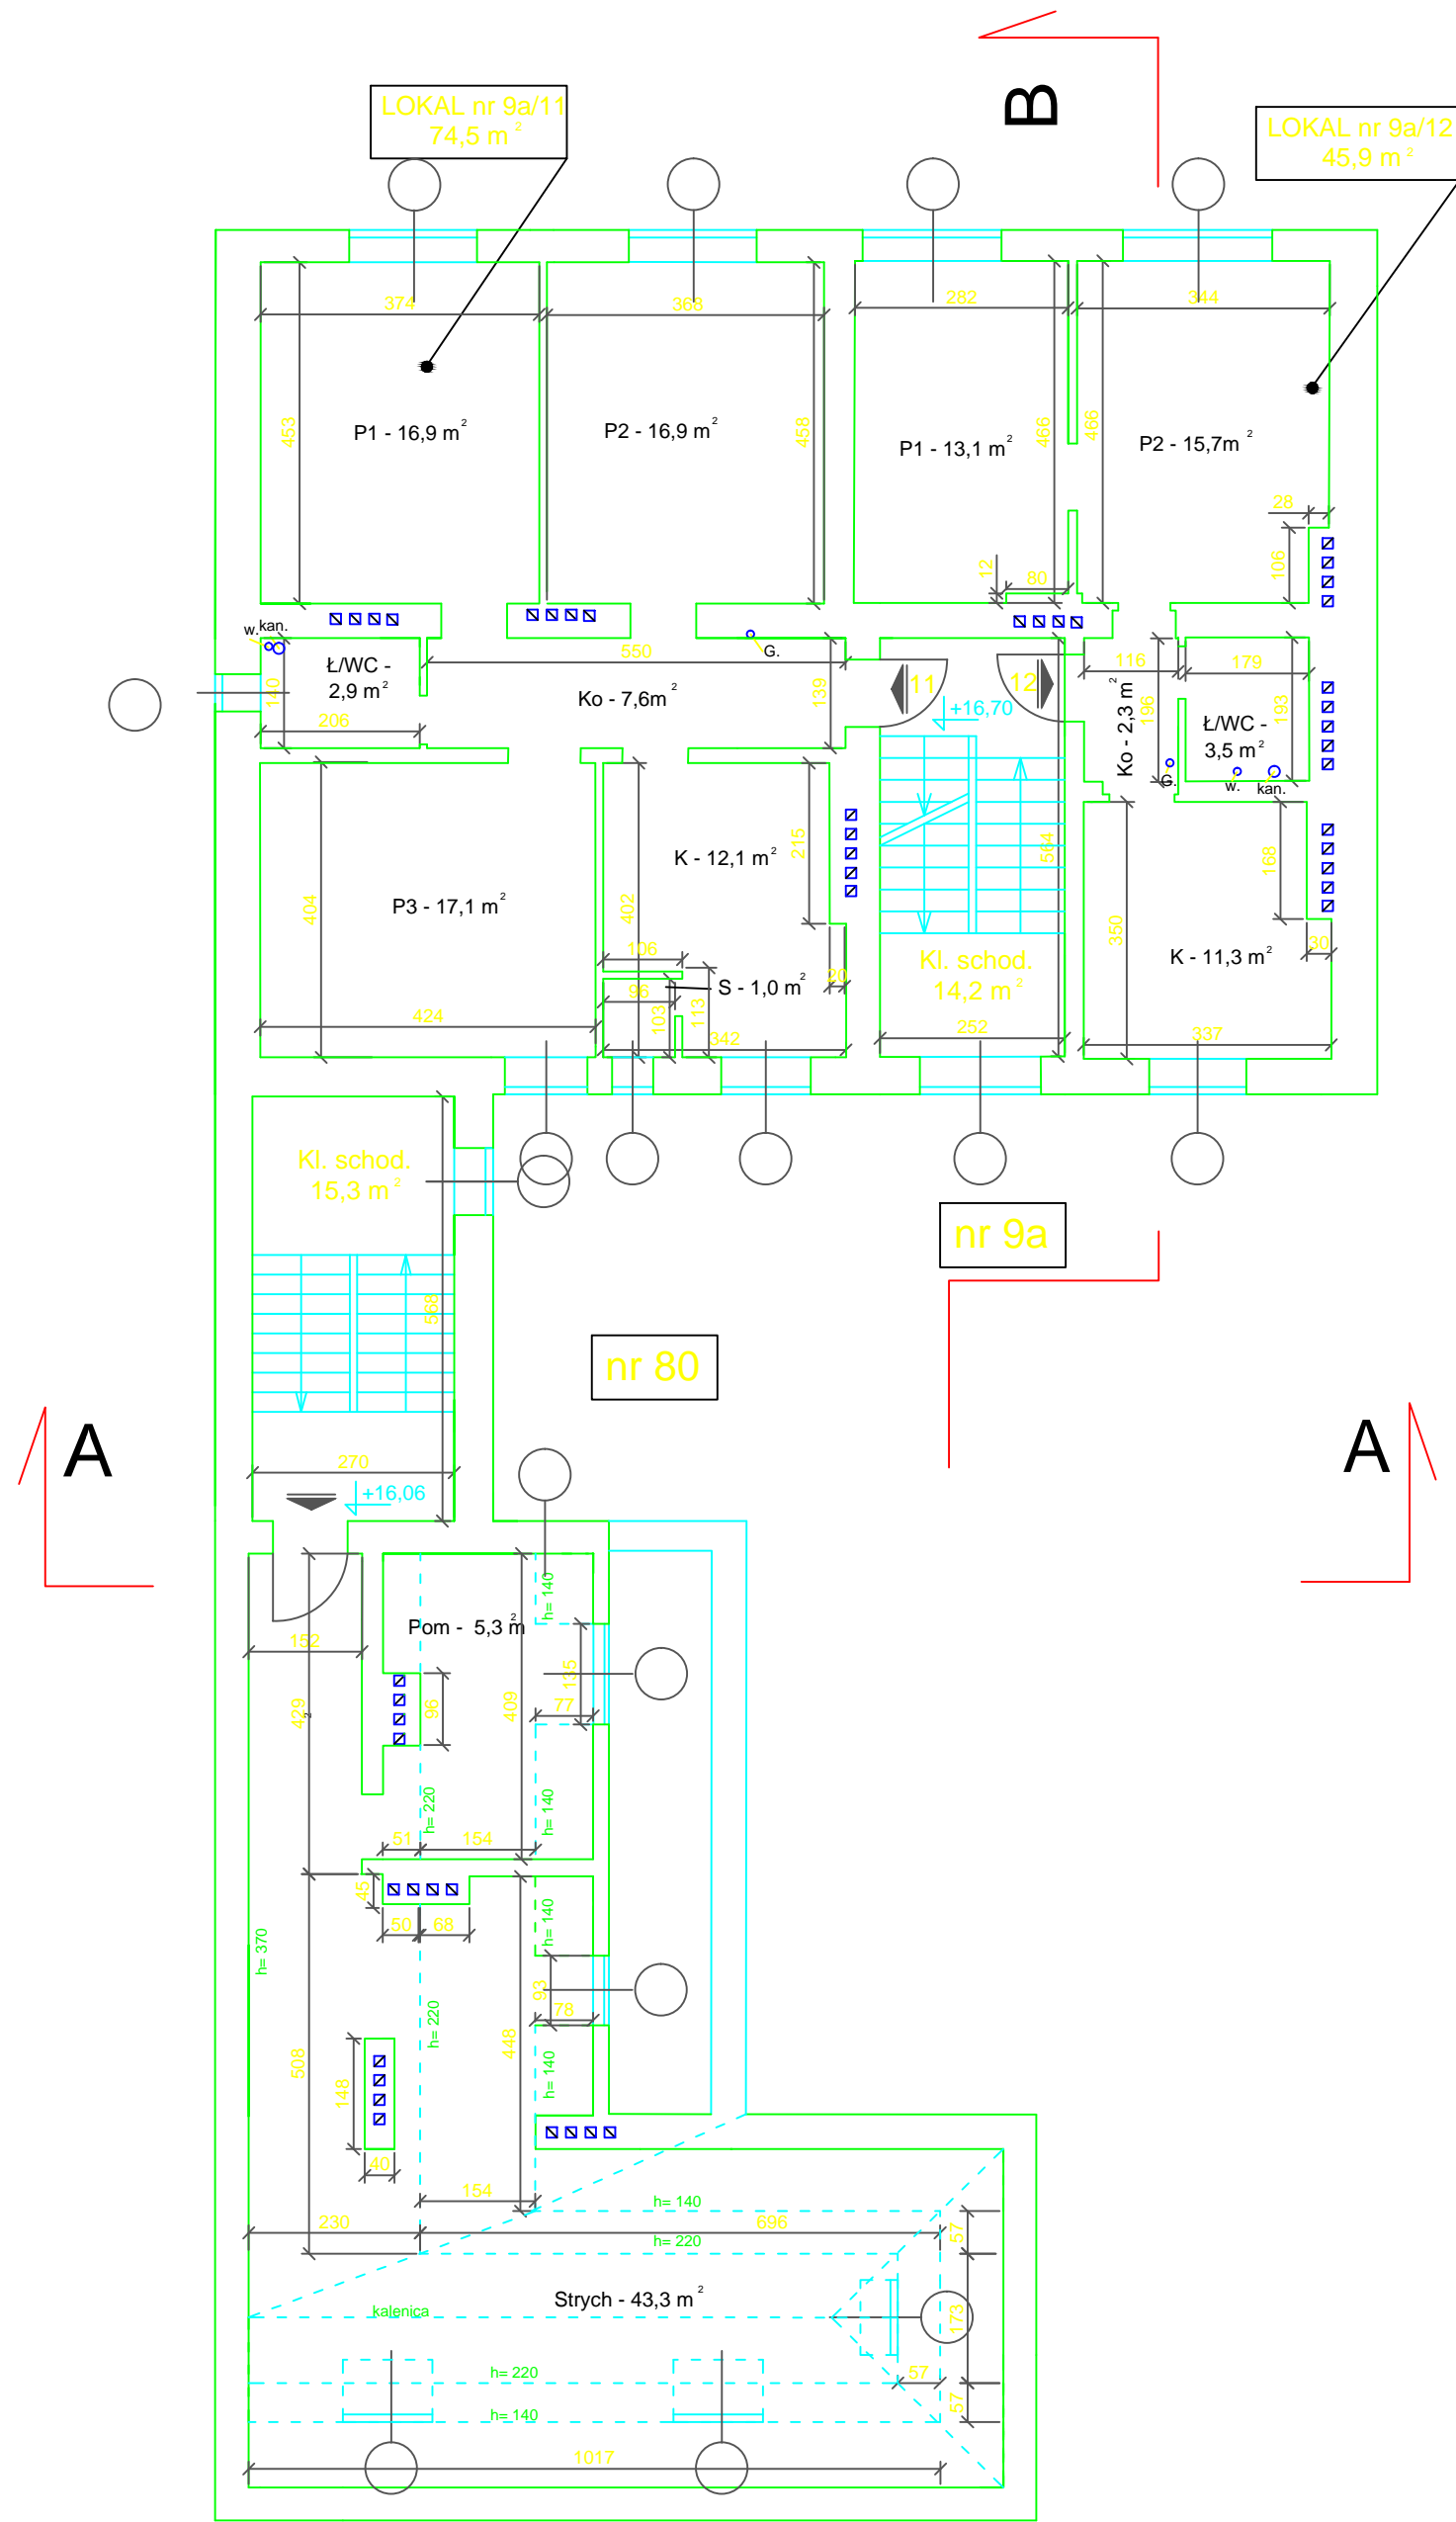 B
LOKAL nr 9a/11
74,5 m²
LOKAL nr 9a/12
45,9 m²
374
368
282
344
453
458
466
466
P1 - 16,9 m²
P2 - 16,9 m²
P1 - 13,1 m²
P2 - 15,7m²
28
106
12
80
w.
kan.
G.
550
140
Ł/WC -
2,9 m²
206
Ko - 7,6m²
139
11
12
+16,70
116
179
Ko - 2,3 m²
196
193
Ł/WC -
3,5 m²
G.
w.
kan.
404
P3 - 17,1 m²
402
K - 12,1 m²
215
564
350
168
K - 11,3 m²
30
106
96
S - 1,0 m²
103
113
20
342
424
Kl. schod.
14,2 m²
252
337
Kl. schod.
15,3 m²
nr 9a
568
nr 80
A
A
270
+16,06
h= 140
Pom - 5,3 m²
152
135
429
2
96
409
77
h= 220
h= 140
51
154
45
50
68
h= 140
h= 370
93
h= 220
78
508
448
148
h= 140
40
154
h= 140
230
696
57
h= 220
Strych - 43,3 m²
kalenica
173
h= 220
57
57
h= 140
1017